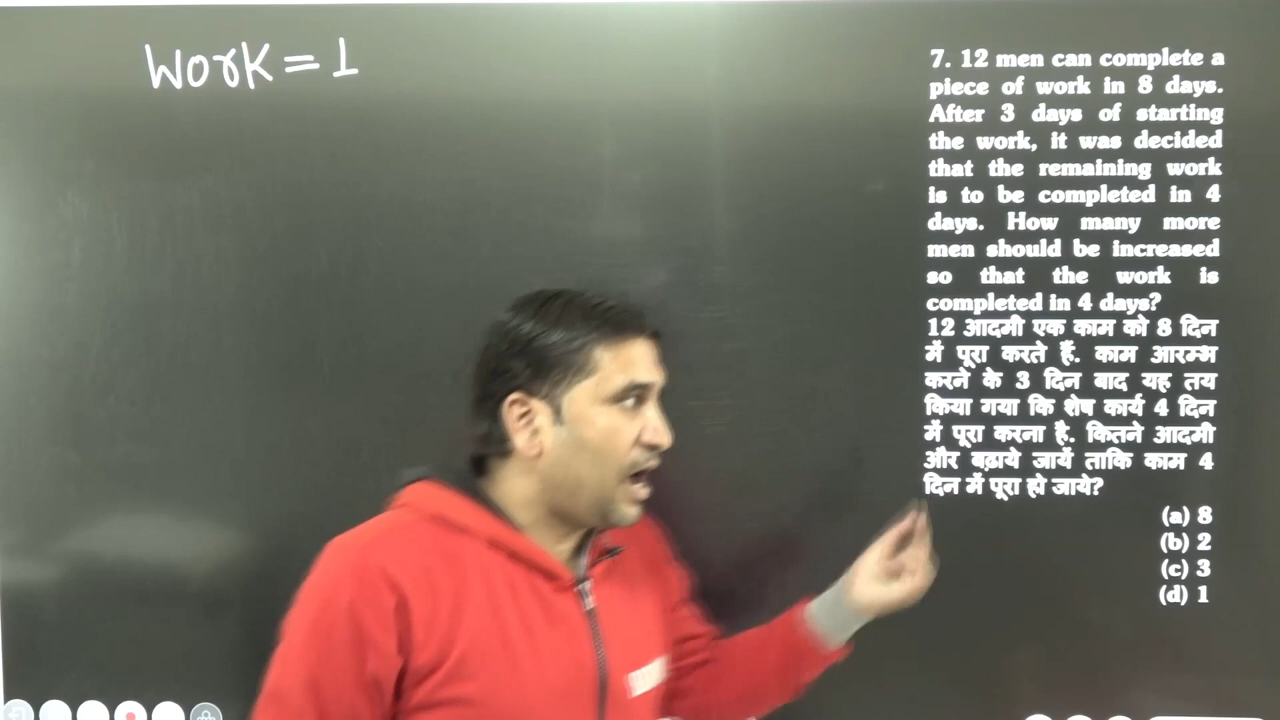 Work = 1
7. 12 men can complete a
piece of work in 8 days.
After 3 days of starting
the work, it was decided
that the remaining work
is to be completed in 4
days. How many more
men should be increased
so that the work is
completed in 4 days?
12 आदमी एक काम को 8 दिन
में पूरा करते हैं. काम आरम्भ
करने के 3 दिन बाद यह तय
किया गया कि शेष कार्य 4 दिन
में पूरा करना है. कितने आदमी
और बढ़ाये जायें ताकि काम 4
दिन में पूरा हो जाये?
(a) 8
(b) 2
(c) 3
(d) 1